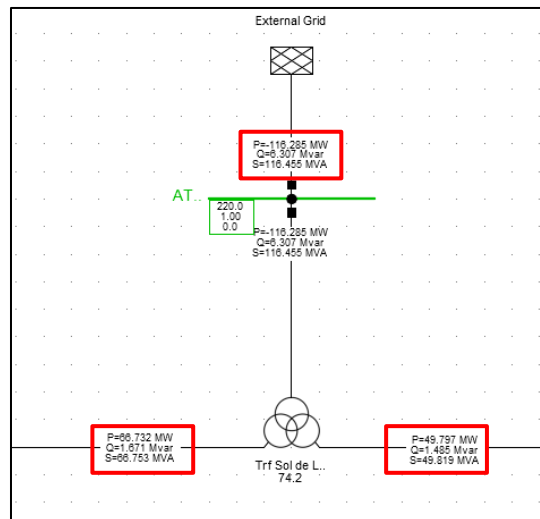 External Grid
P=-116.285 MW
Q=6.307 Mvar
S=116.455 MVA
AT..
220.0
1.00
0.0
P=-116.285 MW
Q=6.307 Mvar
S=116.455 MVA
P=66.732 MW
Q=1.671 Mvar
S=66.753 MVA
P=49.797 MW
Q=1.485 Mvar
S=49.819 MVA
Trf Sol de L..
74.2